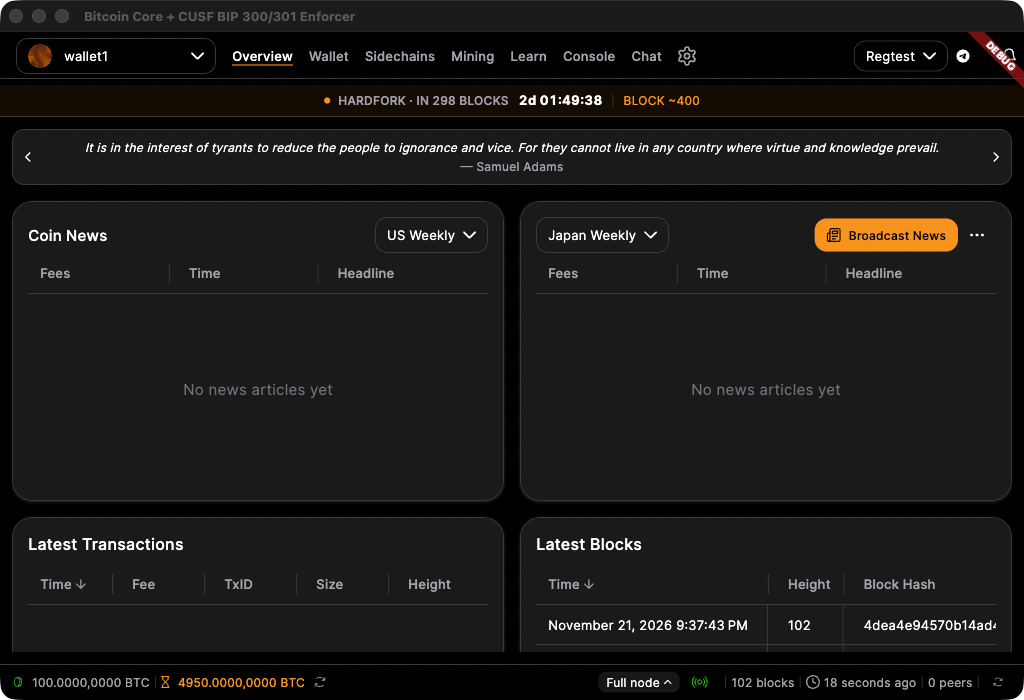 Bitcoin Core + CUSF BIP 300/301 Enforcer
wallet1 Overview Wallet Sidechains Mining Learn Console Chat Regtest DEBUG
HARDFORK · IN 298 BLOCKS 2d 01:49:38 BLOCK ~400
It is in the interest of tyrants to reduce the people to ignorance and vice. For they cannot live in any country where virtue and knowledge prevail.
— Samuel Adams
Coin News US Weekly
Fees Time Headline
No news articles yet
Japan Weekly Broadcast News
Fees Time Headline
No news articles yet
Latest Transactions
Time Fee TxID Size Height
Latest Blocks
Time Height Block Hash
November 21, 2026 9:37:43 PM 102 4dea4e94570b14ad4
100.0000,0000 BTC 4950.0000,0000 BTC Full node 102 blocks 18 seconds ago 0 peers